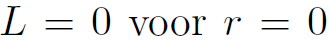 L = 0 voor r = 0